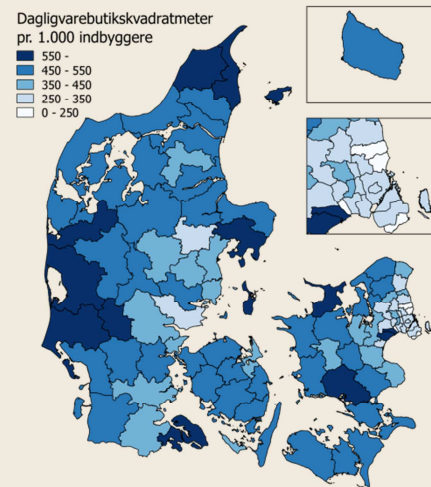 Dagligvarebutikskvadratmeter
pr. 1.000 indbyggere
550 -
450 - 550
350 - 450
250 - 350
0 - 250